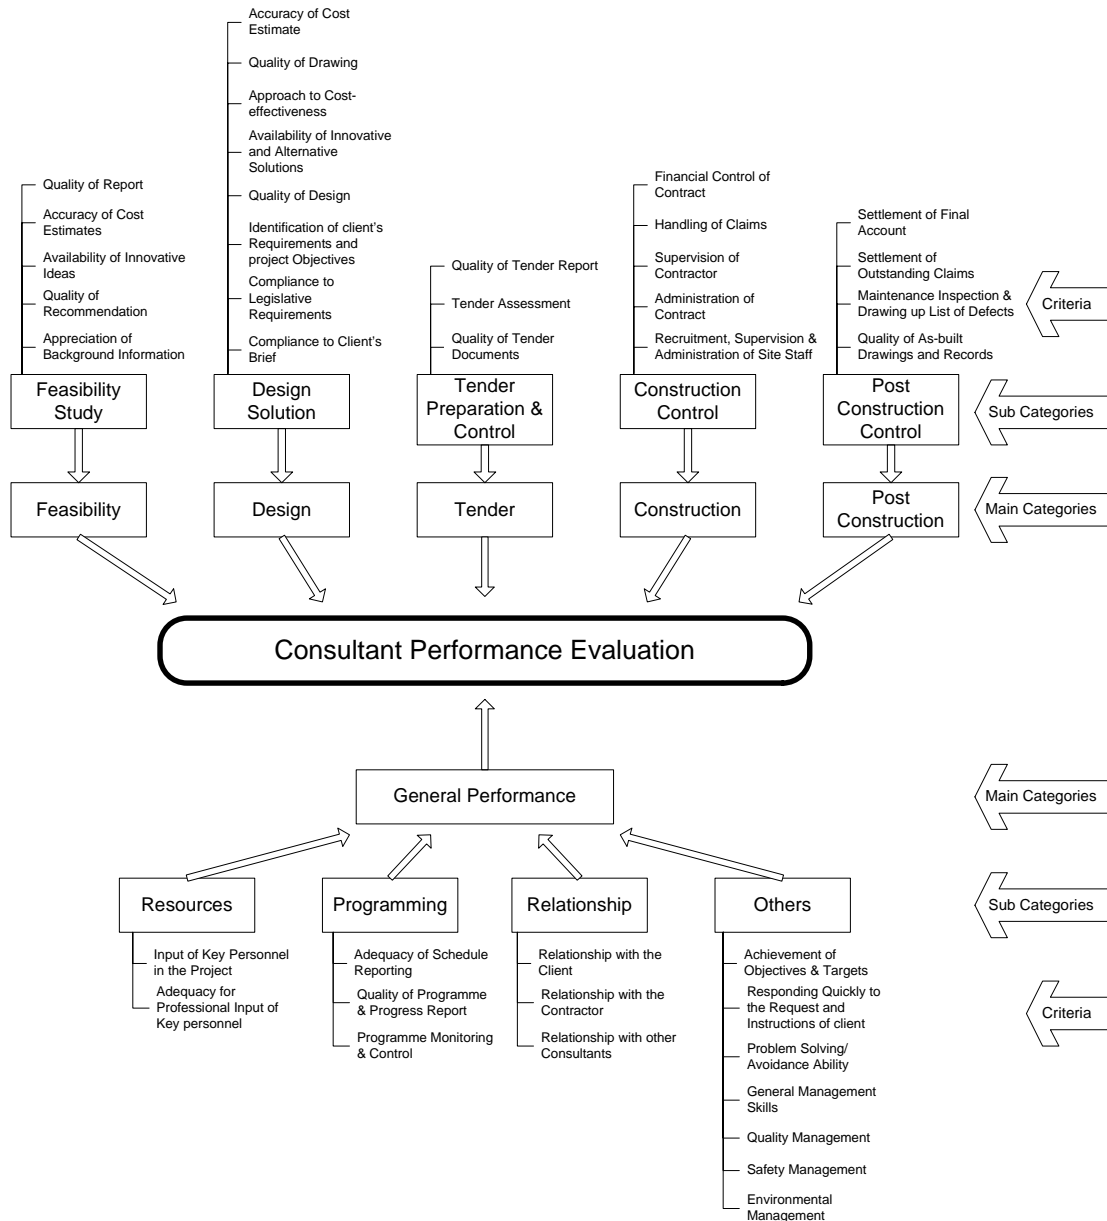 Accuracy of Cost
Estimate
Quality of Drawing
Approach to Cost-
effectiveness
Availability of Innovative
and Alternative
Solutions
Quality of Design
Identification of client's
Requirements and
project Objectives
Compliance to
Legislative
Requirements
Compliance to Client's
Brief
Quality of Report
Accuracy of Cost
Estimates
Availability of Innovative
Ideas
Quality of
Recommendation
Appreciation of
Background Information
Quality of Tender Report
Tender Assessment
Quality of Tender
Documents
Financial Control of
Contract
Handling of Claims
Supervision of
Contractor
Administration of
Contract
Recruitment, Supervision &
Administration of Site Staff
Settlement of Final
Account
Settlement of
Outstanding Claims
Maintenance Inspection &
Drawing up List of Defects
Quality of As-built
Drawings and Records
Criteria
Feasibility
Study
Design
Solution
Tender
Preparation &
Control
Construction
Control
Post
Construction
Control
Sub Categories
Feasibility
Design
Tender
Construction
Post
Construction
Main Categories
Consultant Performance Evaluation
General Performance
Main Categories
Resources
Programming
Relationship
Others
Sub Categories
Input of Key Personnel
in the Project
Adequacy for
Professional Input of
Key personnel
Adequacy of Schedule
Reporting
Quality of Programme
& Progress Report
Programme Monitoring
& Control
Relationship with the
Client
Relationship with the
Contractor
Relationship with other
Consultants
Achievement of
Objectives & Targets
Responding Quickly to
the Request and
Instructions of client
Problem Solving/
Avoidance Ability
General Management
Skills
Quality Management
Safety Management
Environmental
Management
Criteria